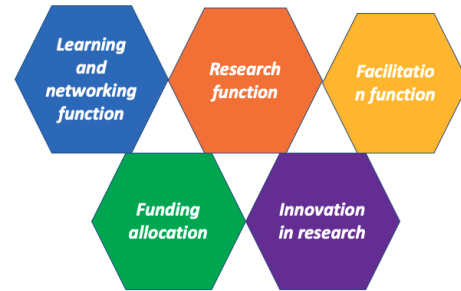 Learning
and
networking
function
Research
function
Facilitatio
n function
Funding
allocation
Innovation
in research